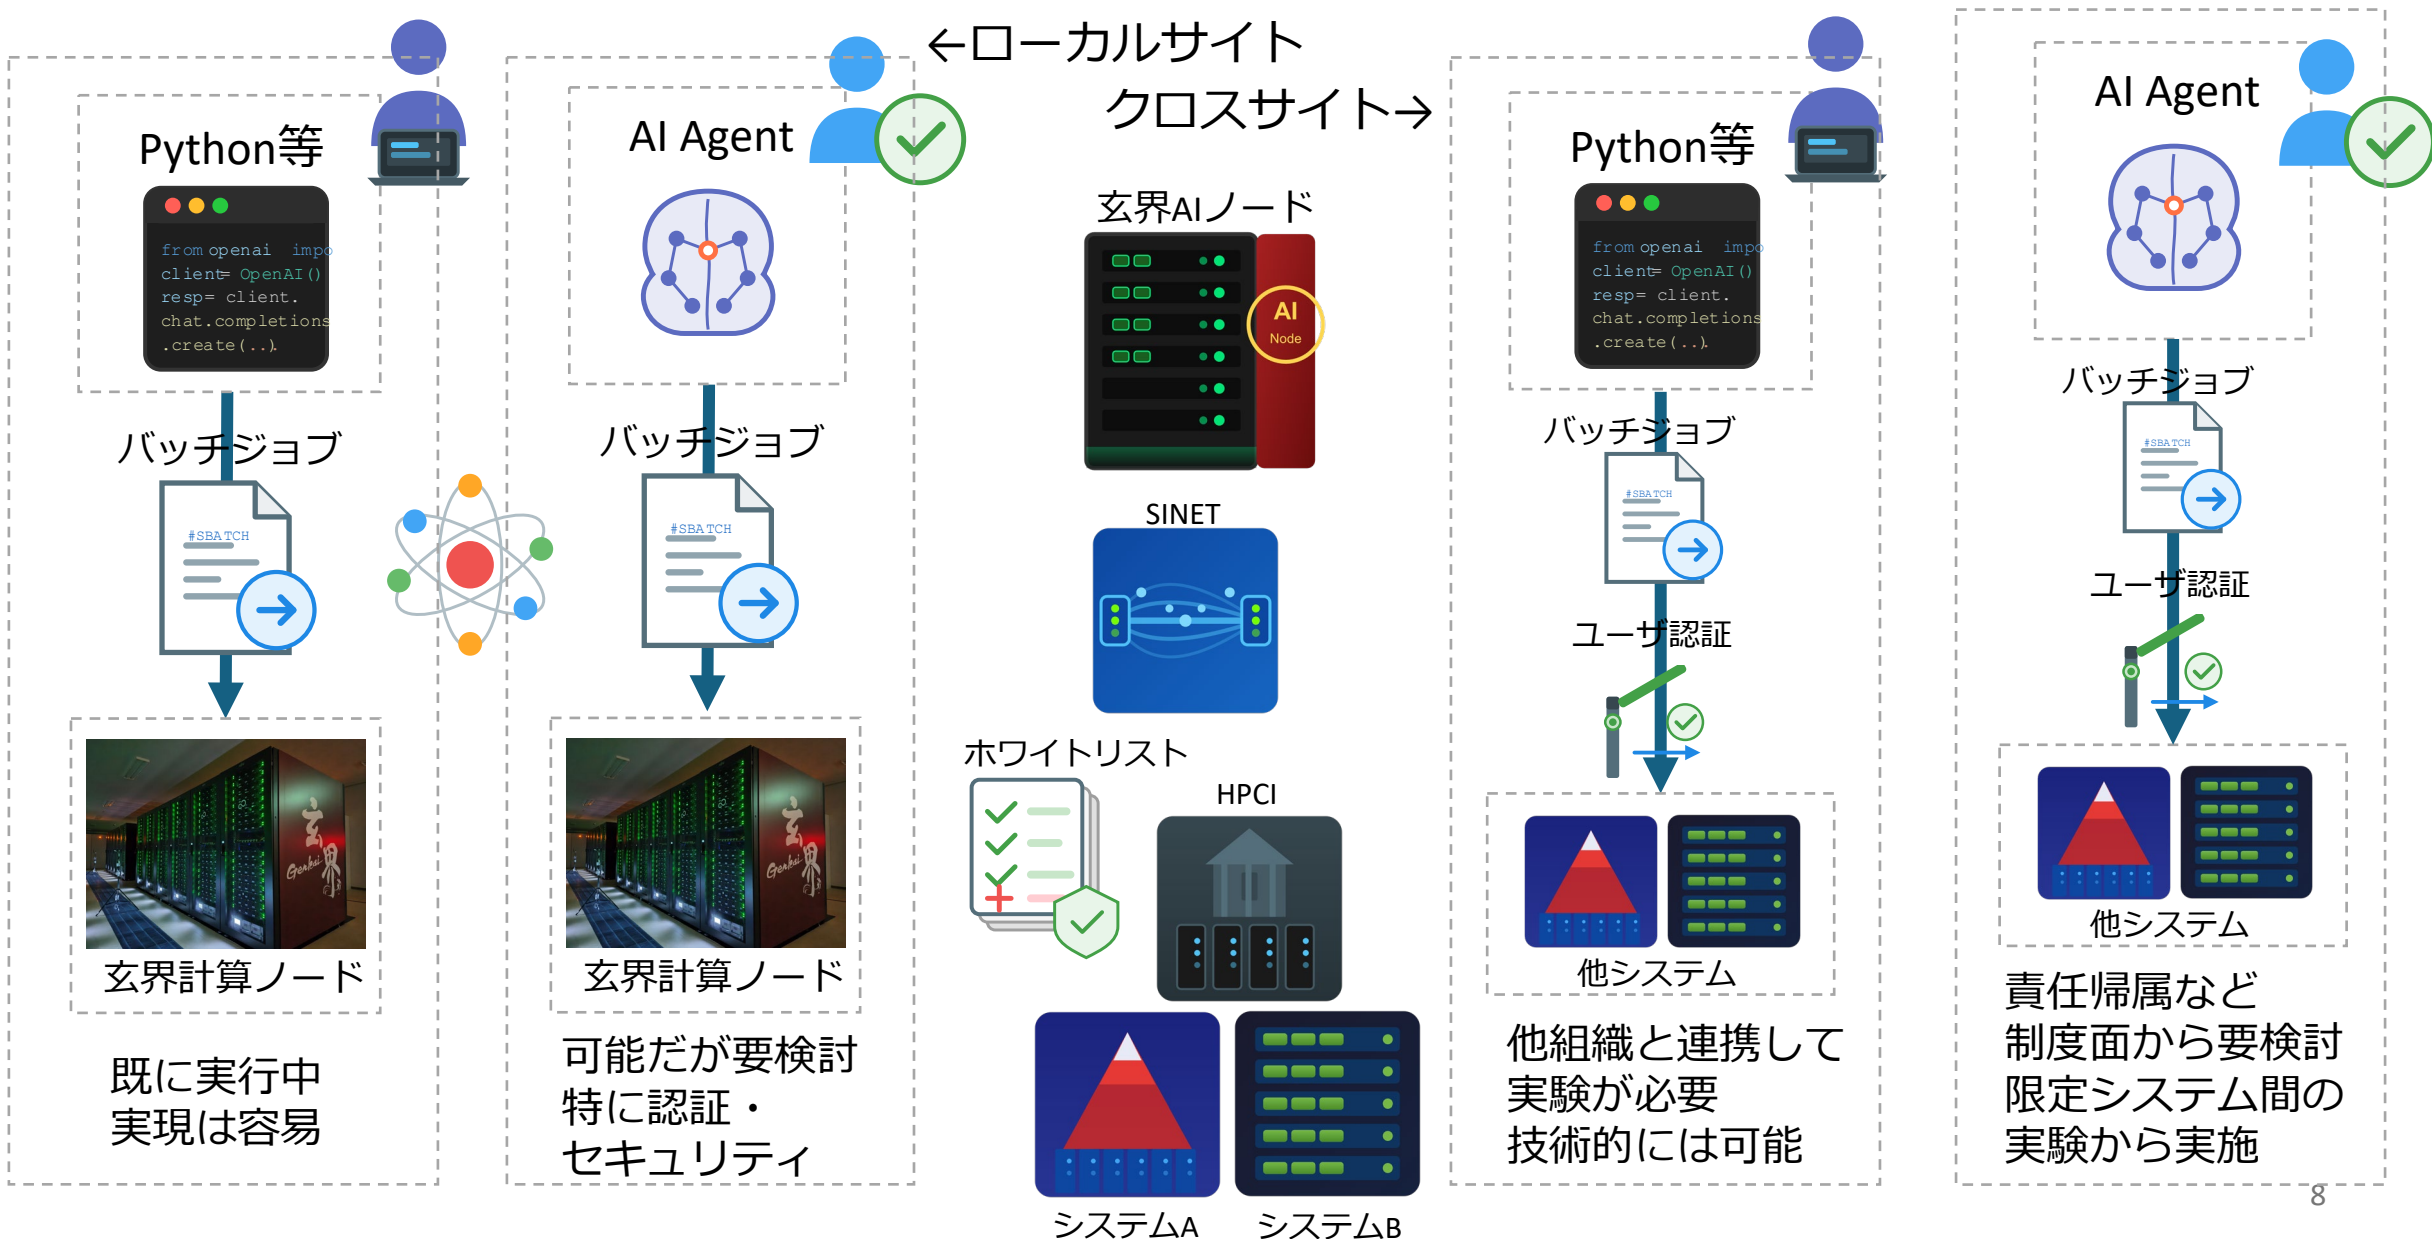 ←ローカルサイト
クロスサイト→
Python等
from openai impo
client= OpenAI()
resp= client.
chat.completions
.create(..).
バッチジョブ
#SBATCH
玄界
Genkai
玄界計算ノード
既に実行中
実現は容易
AI Agent
バッチジョブ
#SBATCH
玄界
Genkai
玄界計算ノード
可能だが要検討
特に認証・
セキュリティ
玄界AIノード
AI
Node
SINET
ホワイトリスト
HPCI
システムA
システムB
Python等
from openai impo
client= OpenAI()
resp= client.
chat.completions
.create(..).
バッチジョブ
#SBATCH
ユーザ認証
他システム
他組織と連携して
実験が必要
技術的には可能
AI Agent
バッチジョブ
#SBATCH
ユーザ認証
他システム
責任帰属など
制度面から要検討
限定システム間の
実験から実施
8